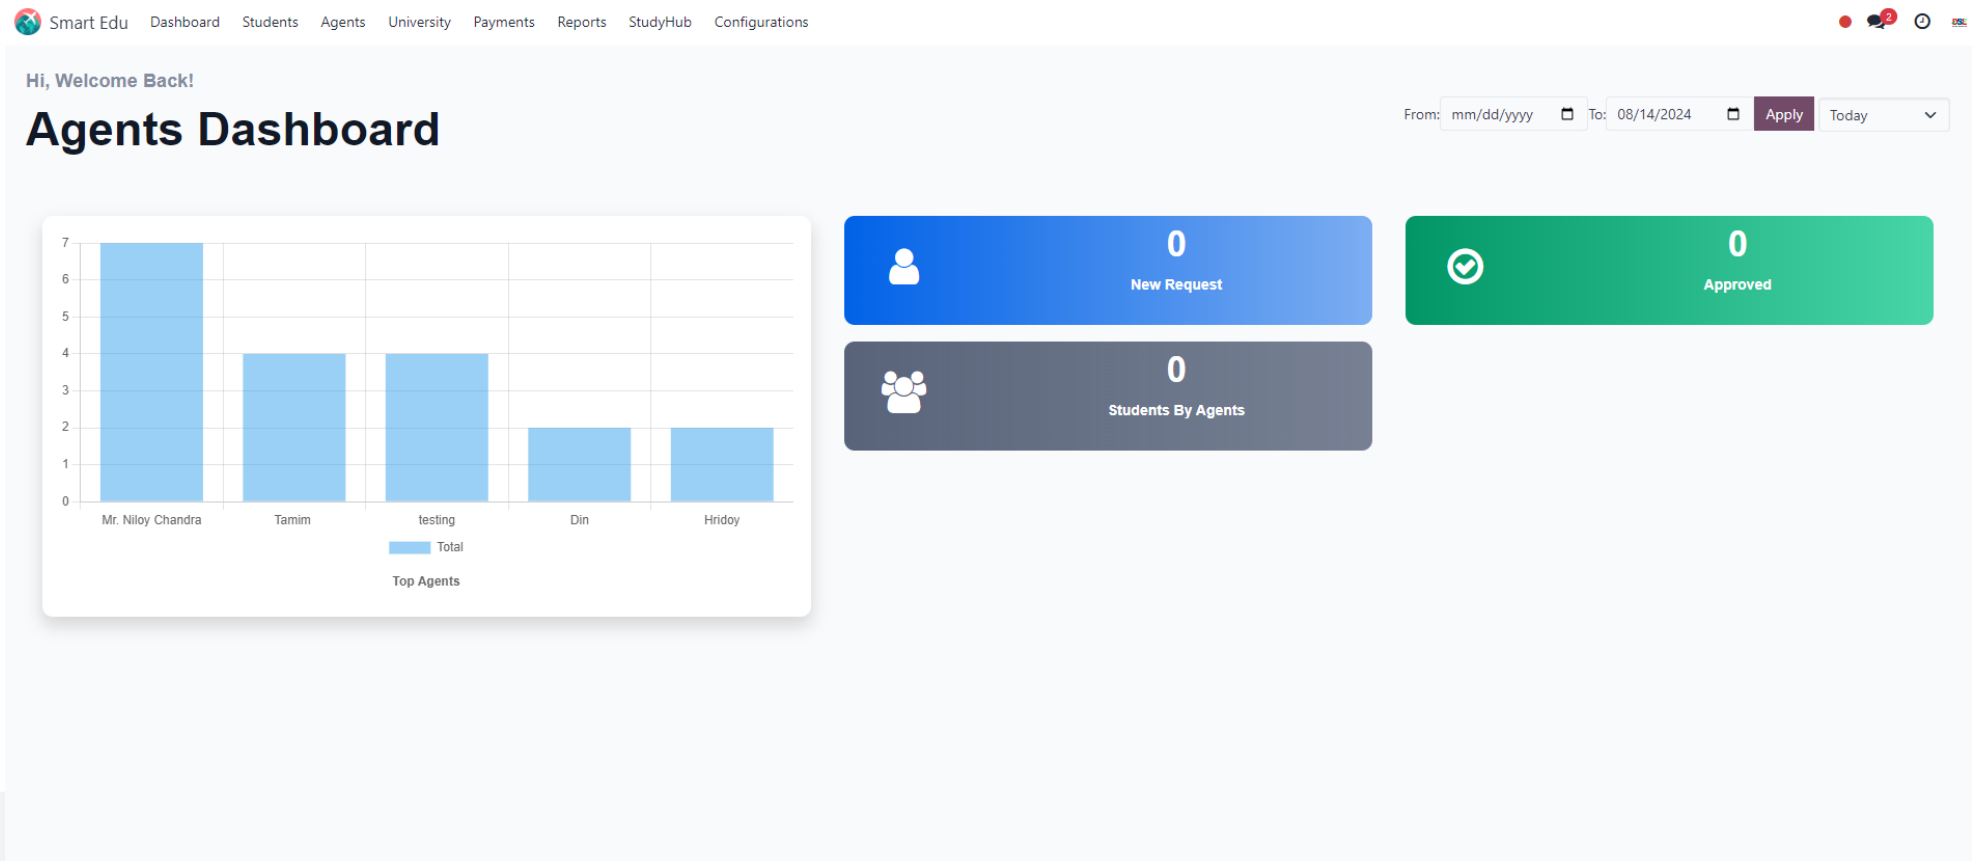 Smart Edu Dashboard Students Agents University Payments Reports StudyHub Configurations 2 DSL
Hi, Welcome Back!
Agents Dashboard
From: mm/dd/yyyy To: 08/14/2024 Apply Today
7
6
5
4
3
2
1
0
Mr. Niloy Chandra Tamim testing Din Hridoy
Total
Top Agents
0
New Request
0
Approved
0
Students By Agents